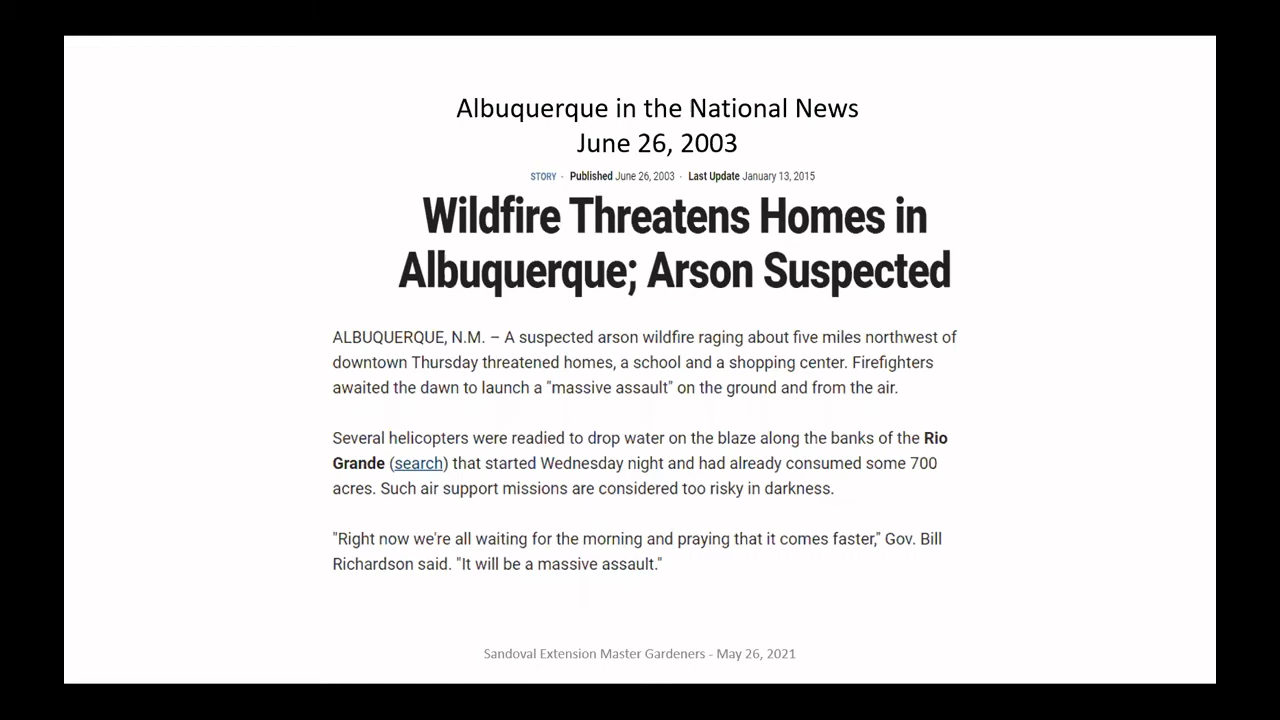 Albuquerque in the National News
June 26, 2003
STORY · Published June 26, 2003 · Last Update January 13, 2015
Wildfire Threatens Homes in
Albuquerque; Arson Suspected
ALBUQUERQUE, N.M. – A suspected arson wildfire raging about five miles northwest of
downtown Thursday threatened homes, a school and a shopping center. Firefighters
awaited the dawn to launch a "massive assault" on the ground and from the air.
Several helicopters were readied to drop water on the blaze along the banks of the Rio
Grande (search) that started Wednesday night and had already consumed some 700
acres. Such air support missions are considered too risky in darkness.
"Right now we're all waiting for the morning and praying that it comes faster," Gov. Bill
Richardson said. "It will be a massive assault."
Sandoval Extension Master Gardeners - May 26, 2021